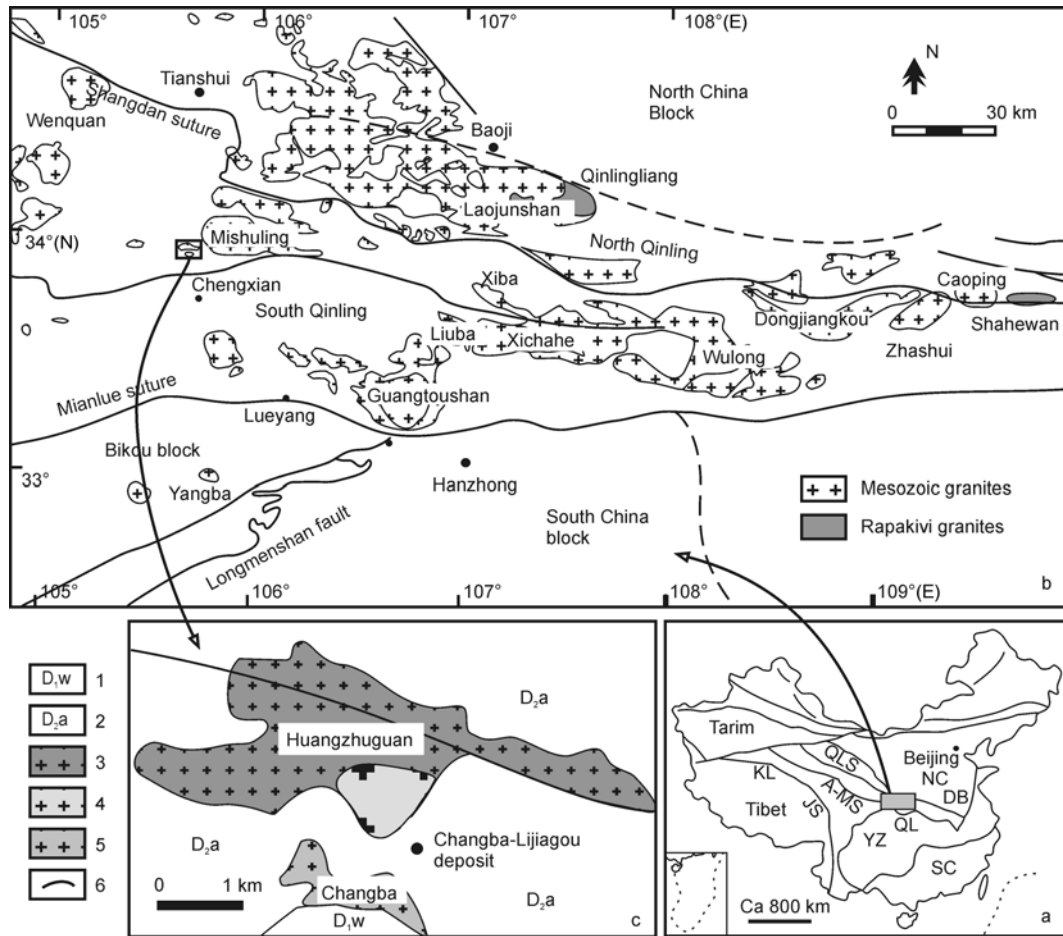 105°
106°
107°
108°(E)
b
Tianshui
Shangdan suture
Wenquan
Baoji
North China
Block
N
0
30 km
Qinlingliang
Laojunshan
34°(N)
Mishuling
North Qinling
Chengxian
Xiba
Caoping
South Qinling
Dongjiangkou
Shahewan
Liuba
Xichahe
Zhashui
Wulong
Mianlue suture
Guangtoushan
Lueyang
33°
Bikou block
Yangba
Hanzhong
Mesozoic granites
Longmenshan fault
South China
block
Rapakivi granites
b
105°
106°
107°
108°
109°(E)
D₁w
1
D₂a
2
3
4
5
6
D₂a
Huangzhuguan
D₂a
Changba-Lijiagou
deposit
0
1 km
Changba
D₂a
D₁w
c
Tarim
QLS
Beijing
KL
A-MS
NC
DB
Tibet
JS
QL
YZ
SC
Ca 800 km
a